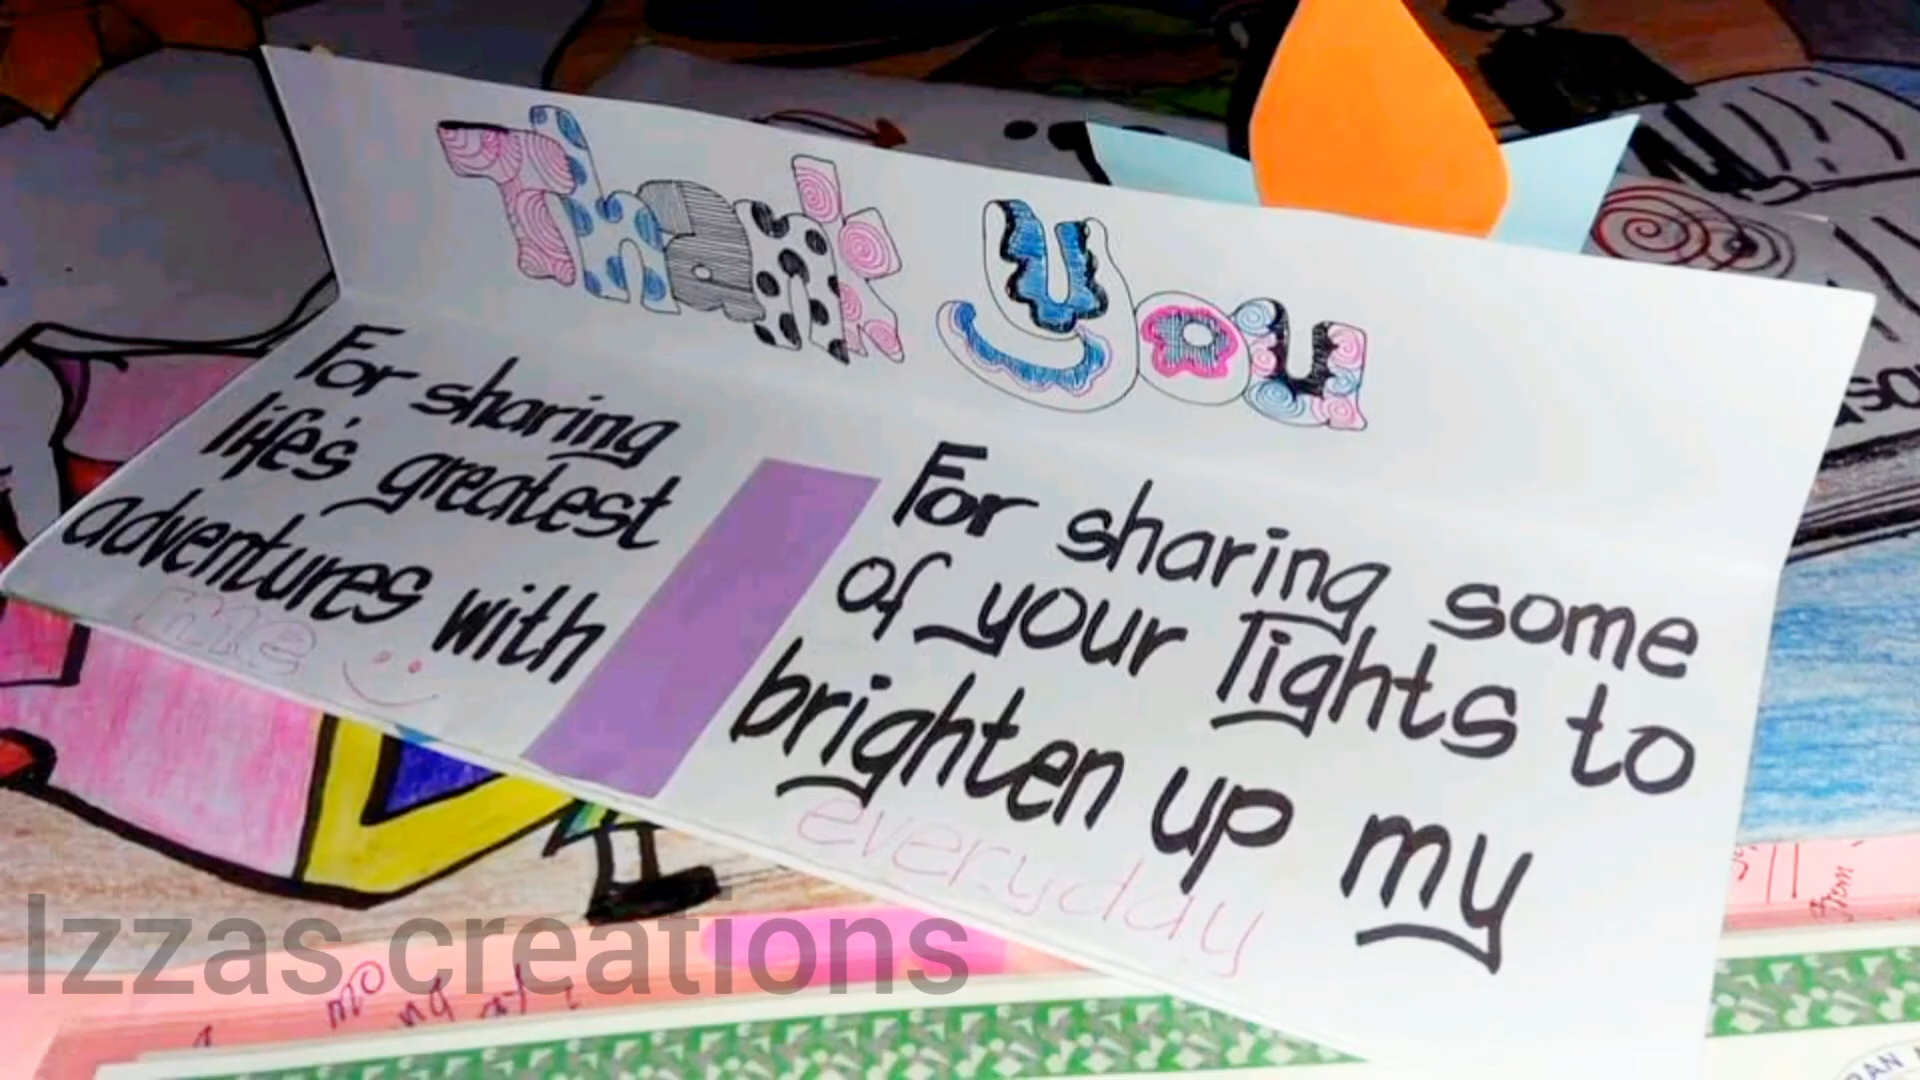 Thank you
For sharing
life's greatest
adventures with
me
For sharing some
of your lights to
brighten up my
everyday
Izzas creations